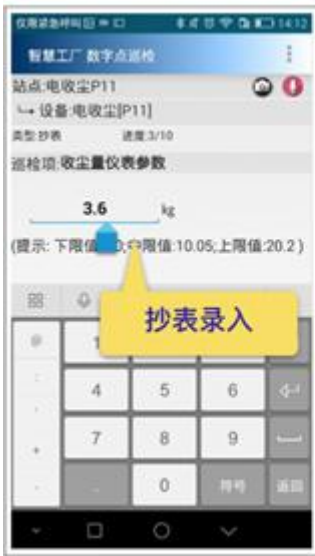 仅限紧急呼叫 14:12
智慧工厂 数字点巡检
站点:电收尘P11
设备:电收尘[P11]
类型:抄表 进度:3/10
巡检项:收尘量仪表参数
3.6 kg
(提示: 下限值 0;中限值:10.05;上限值:20.2 )
抄表录入
@ 1
4 5 6
7 8 9
0 符号 返回